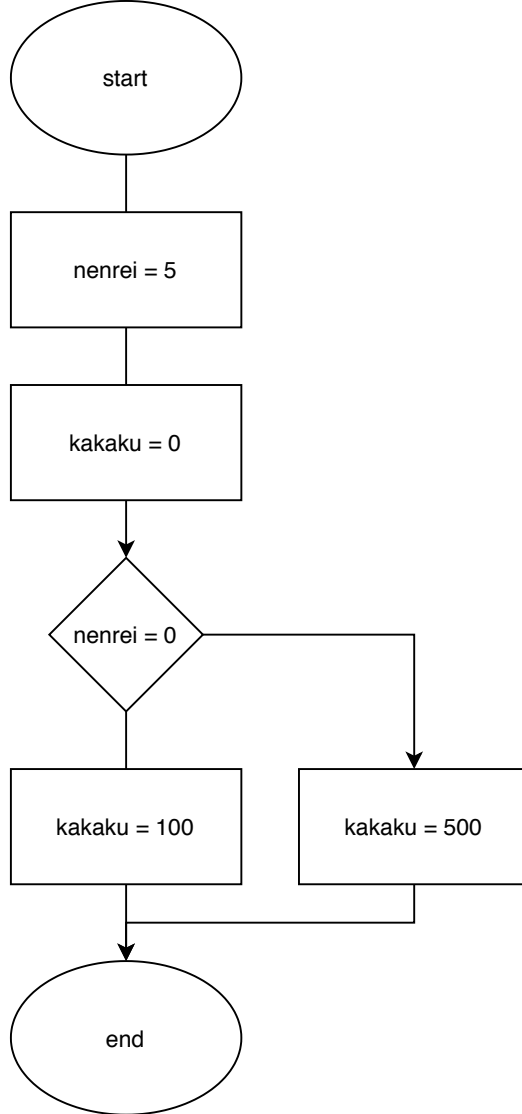 start
nenrei = 5
kakaku = 0
nenrei = 0
kakaku = 100
kakaku = 500
end